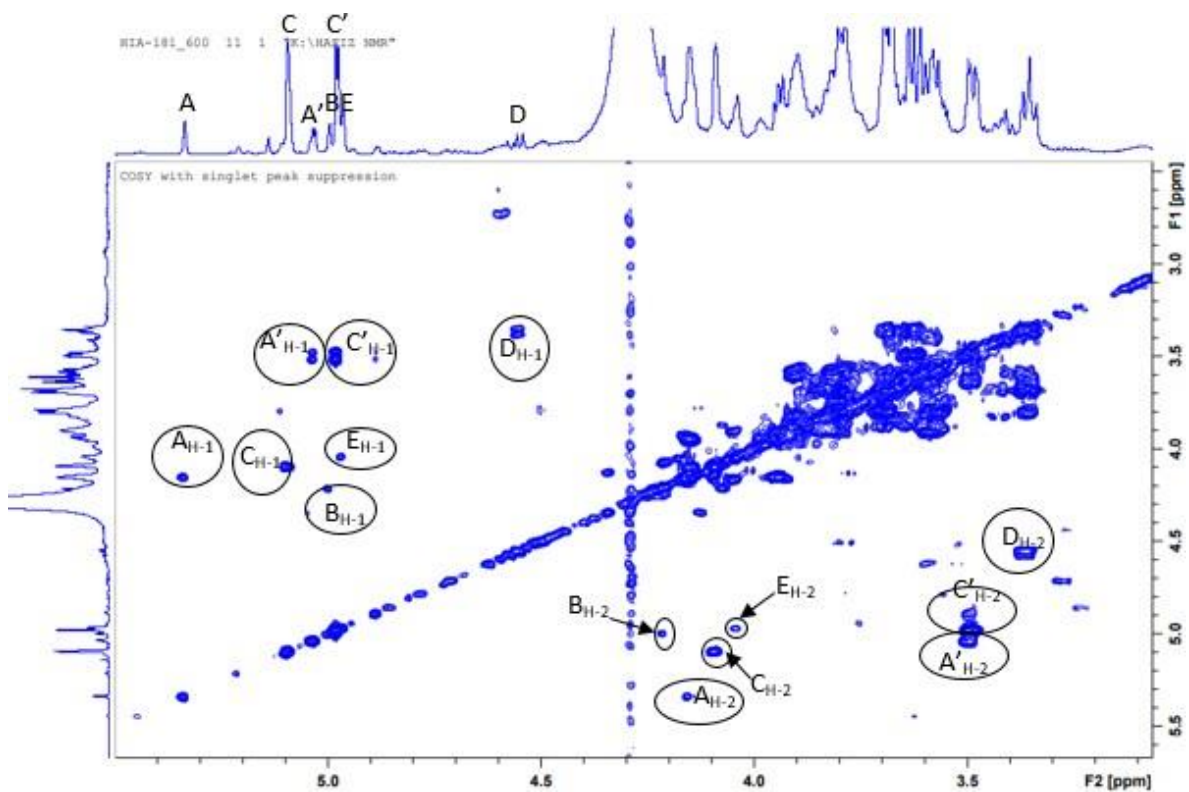 C C'
HIA-181_600 11 1 "K:\HAFIZ NMR"
A A' BE D
COSY with singlet peak suppression
F1 [ppm]
3.0
A'H-1 C'H-1 DH-1
3.5
AH-1 CH-1 EH-1
4.0
BH-1
4.5
DH-2
BH-2 EH-2 C'H-2
5.0
CH-2 A'H-2
AH-2
5.5
5.0 4.5 4.0 3.5 F2 [ppm]